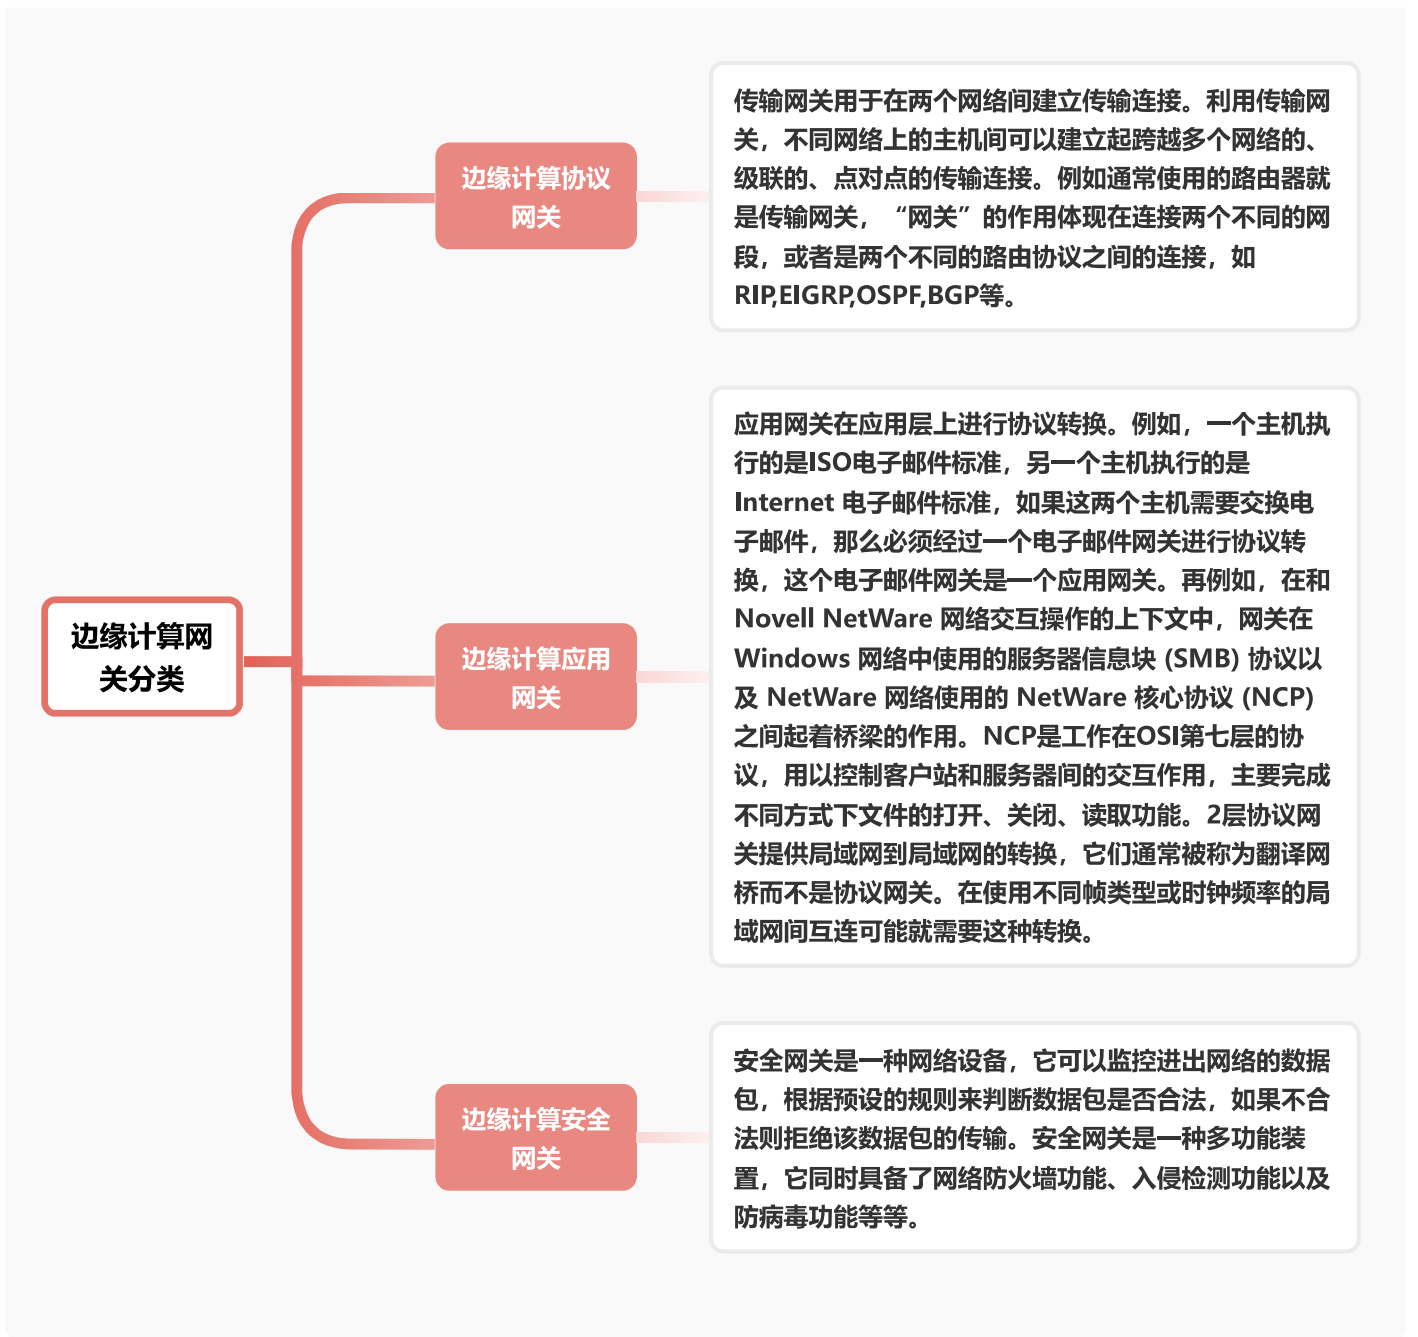 边缘计算网
关分类
边缘计算协议
网关
传输网关用于在两个网络间建立传输连接。利用传输网
关，不同网络上的主机间可以建立起跨越多个网络的、
级联的、点对点的传输连接。例如通常使用的路由器就
是传输网关，“网关”的作用体现在连接两个不同的网
段，或者是两个不同的路由协议之间的连接，如
RIP,EIGRP,OSPF,BGP等。
边缘计算应用
网关
应用网关在应用层上进行协议转换。例如，一个主机执
行的是ISO电子邮件标准，另一个主机执行的是
Internet 电子邮件标准，如果这两个主机需要交换电
子邮件，那么必须经过一个电子邮件网关进行协议转
换，这个电子邮件网关是一个应用网关。再例如，在和
Novell NetWare 网络交互操作的上下文中，网关在
Windows 网络中使用的服务器信息块 (SMB) 协议以
及 NetWare 网络使用的 NetWare 核心协议 (NCP)
之间起着桥梁的作用。NCP是工作在OSI第七层的协
议，用以控制客户站和服务器间的交互作用，主要完成
不同方式下文件的打开、关闭、读取功能。2层协议网
关提供局域网到局域网的转换，它们通常被称为翻译网
桥而不是协议网关。在使用不同帧类型或时钟频率的局
域网间互连可能就需要这种转换。
边缘计算安全
网关
安全网关是一种网络设备，它可以监控进出网络的数据
包，根据预设的规则来判断数据包是否合法，如果不合
法则拒绝该数据包的传输。安全网关是一种多功能装
置，它同时具备了网络防火墙功能、入侵检测功能以及
防病毒功能等等。